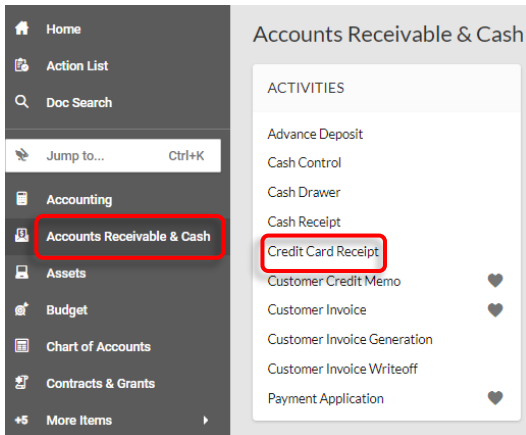 Home
Action List
Doc Search
Jump to... Ctrl+K
Accounting
Accounts Receivable & Cash
Assets
Budget
Chart of Accounts
Contracts & Grants
+5 More Items
Accounts Receivable & Cash
ACTIVITIES
Advance Deposit
Cash Control
Cash Drawer
Cash Receipt
Credit Card Receipt
Customer Credit Memo
Customer Invoice
Customer Invoice Generation
Customer Invoice Writeoff
Payment Application